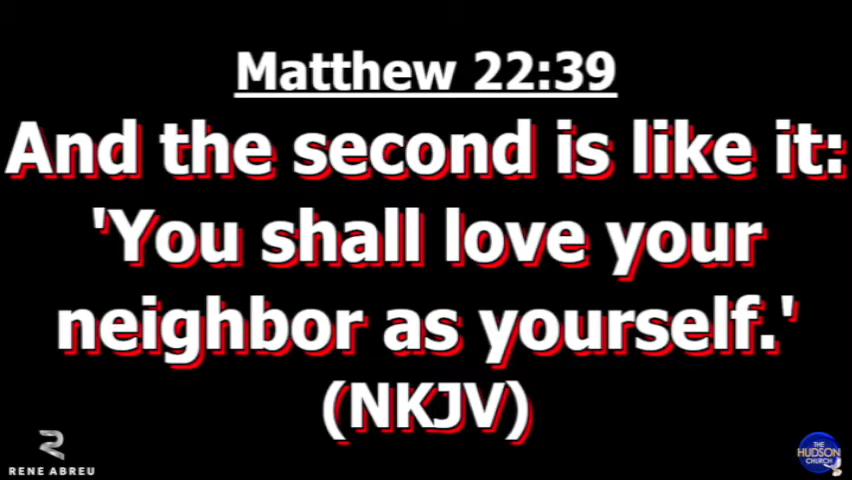 Matthew 22:39
And the second is like it:
'You shall love your
neighbor as yourself.'
(NKJV)
RENE ABREU
THE
HUDSON
CHURCH